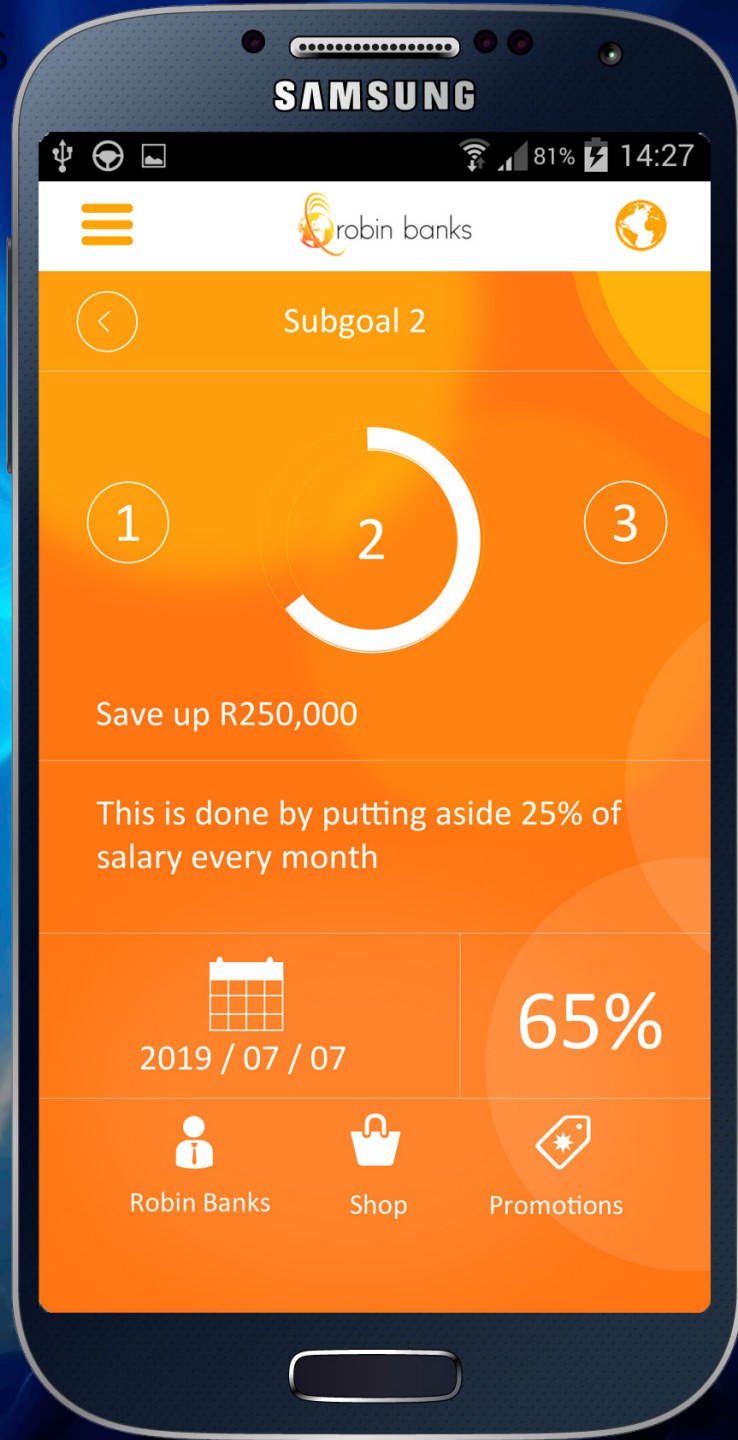 s
SAMSUNG
81% 14:27
robin banks
Subgoal 2
1
2
3
Save up R250,000
This is done by putting aside 25% of
salary every month
2019 / 07 / 07
65%
Robin Banks
Shop
Promotions